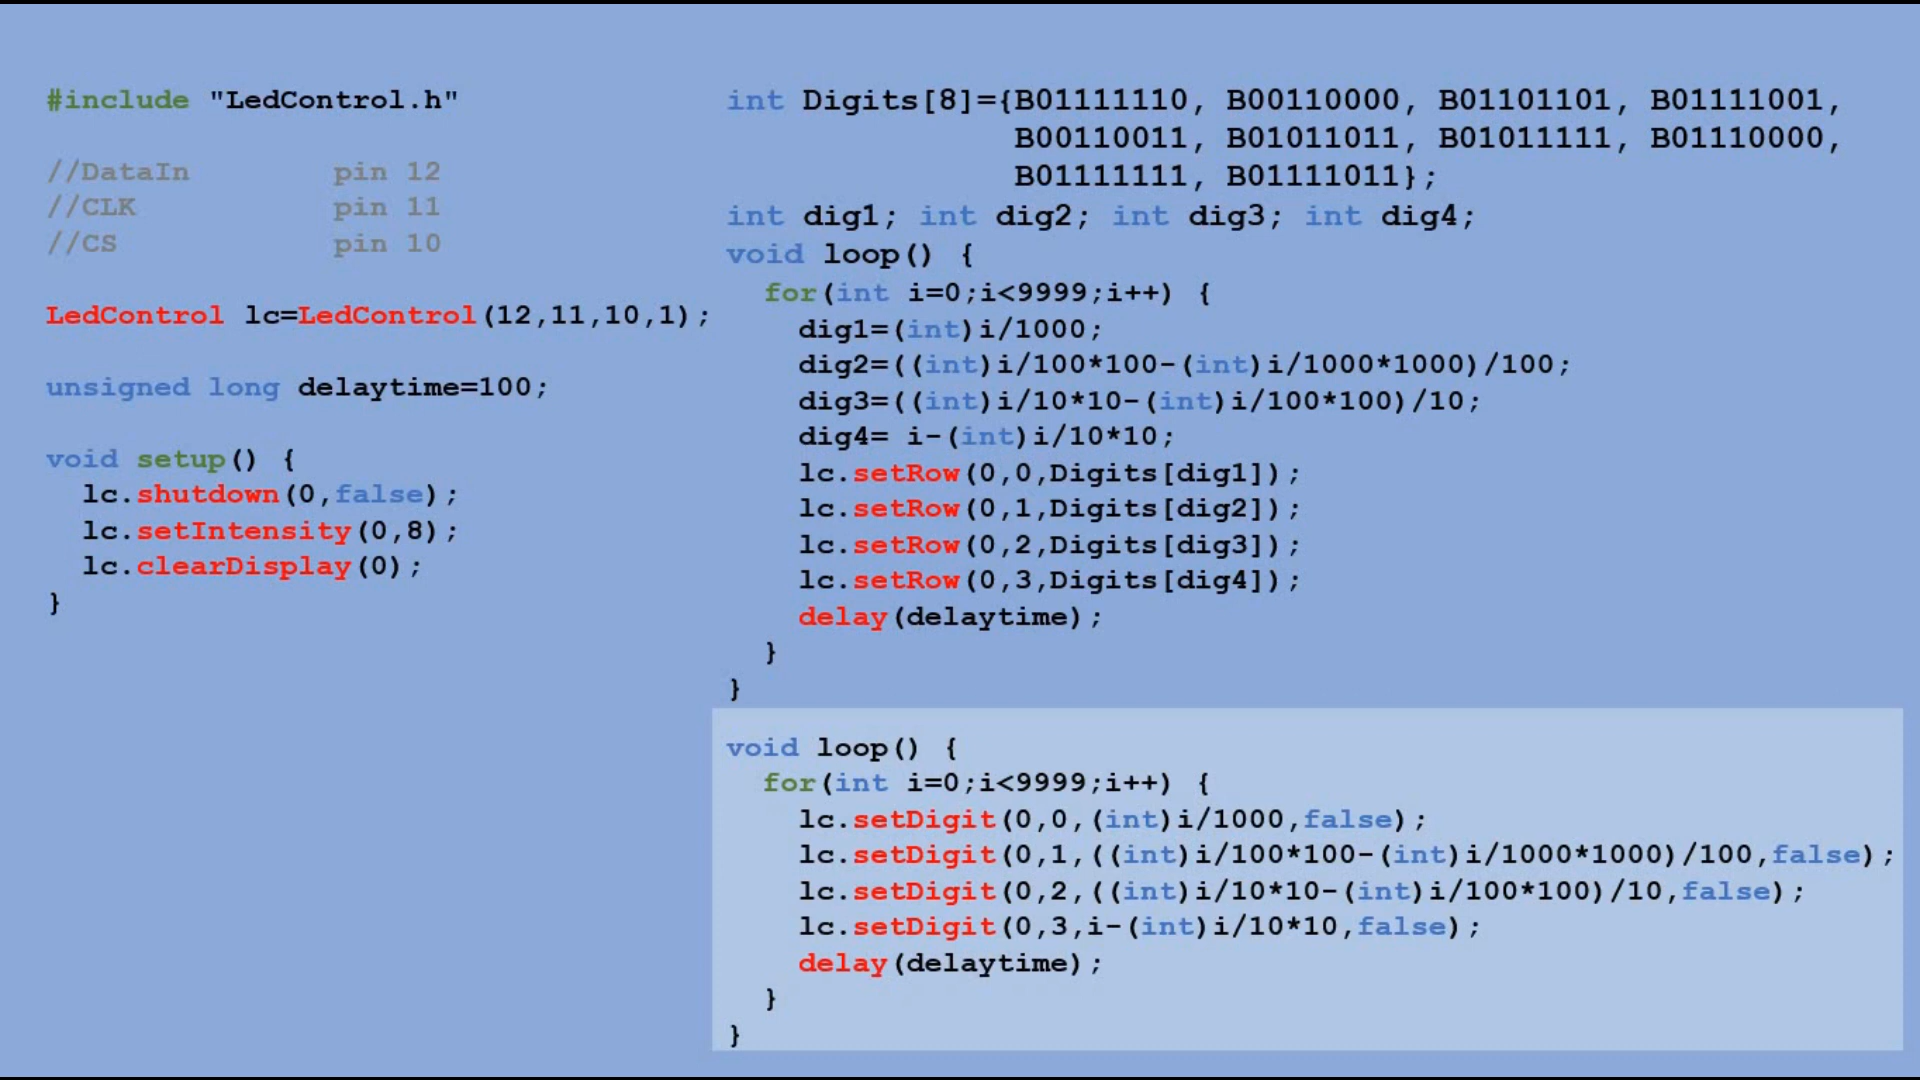 #include "LedControl.h"
//DataIn        pin 12
//CLK           pin 11
//CS            pin 10
LedControl lc=LedControl(12,11,10,1);
unsigned long delaytime=100;
void setup() {
  lc.shutdown(0,false);
  lc.setIntensity(0,8);
  lc.clearDisplay(0);
}
int Digits[8]={B01111110, B00110000, B01101101, B01111001,
               B00110011, B01011011, B01011111, B01110000,
               B01111111, B01111011};
int dig1; int dig2; int dig3; int dig4;
void loop() {
  for(int i=0;i<9999;i++) {
    dig1=(int)i/1000;
    dig2=((int)i/100*100-(int)i/1000*1000)/100;
    dig3=((int)i/10*10-(int)i/100*100)/10;
    dig4= i-(int)i/10*10;
    lc.setRow(0,0,Digits[dig1]);
    lc.setRow(0,1,Digits[dig2]);
    lc.setRow(0,2,Digits[dig3]);
    lc.setRow(0,3,Digits[dig4]);
    delay(delaytime);
  }
}
void loop() {
  for(int i=0;i<9999;i++) {
    lc.setDigit(0,0,(int)i/1000,false);
    lc.setDigit(0,1,((int)i/100*100-(int)i/1000*1000)/100,false);
    lc.setDigit(0,2,((int)i/10*10-(int)i/100*100)/10,false);
    lc.setDigit(0,3,i-(int)i/10*10,false);
    delay(delaytime);
  }
}